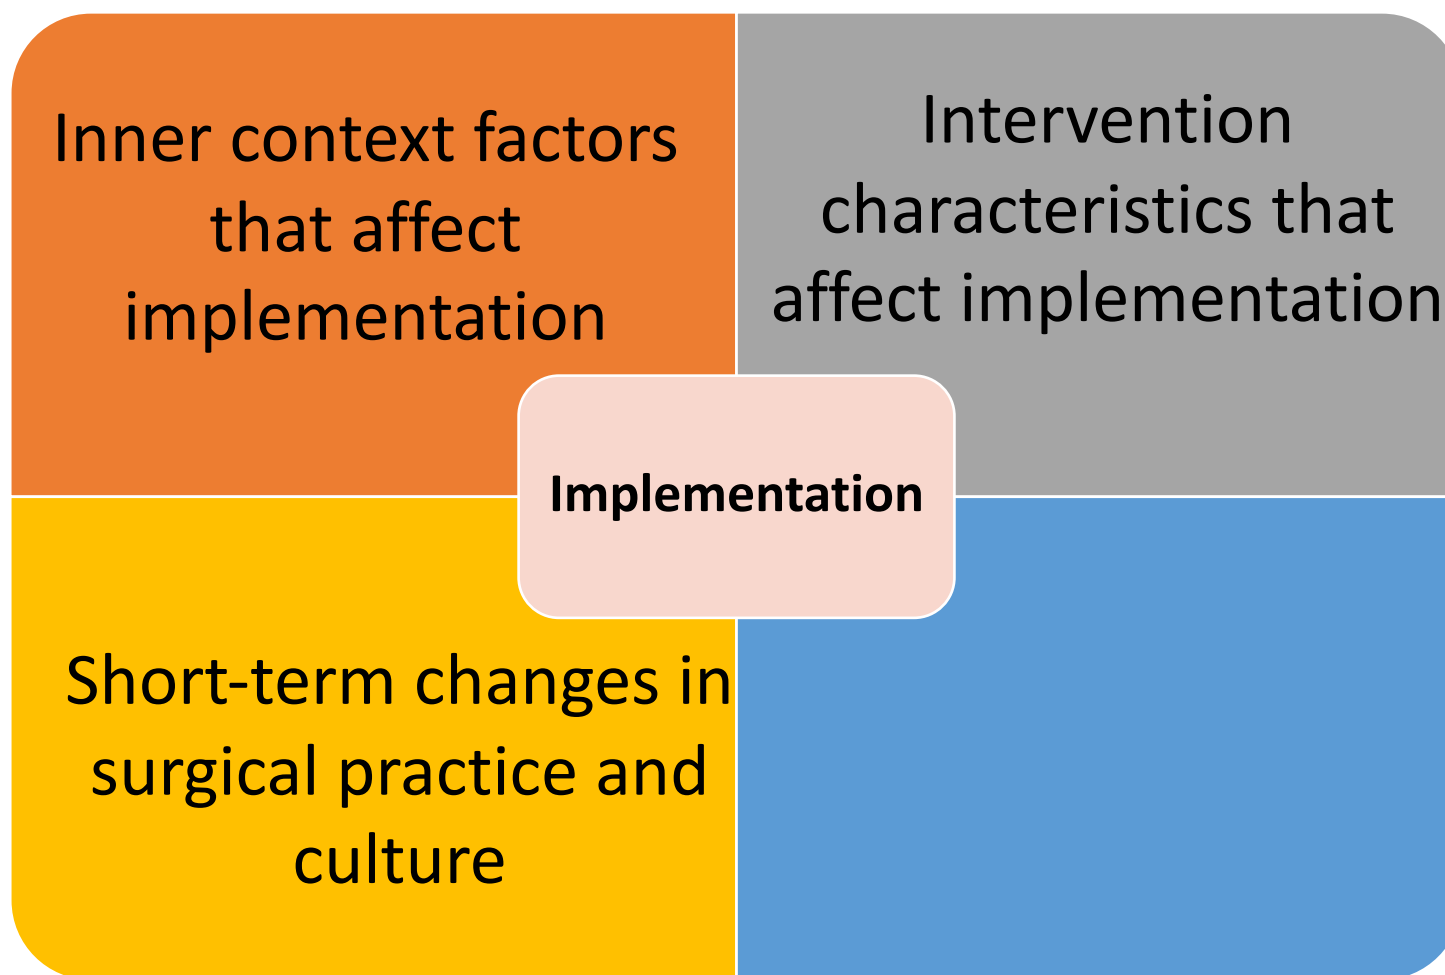 Inner context factors
that affect
implementation
Intervention
characteristics that
affect implementation
Implementation
Short-term changes in
surgical practice and
culture